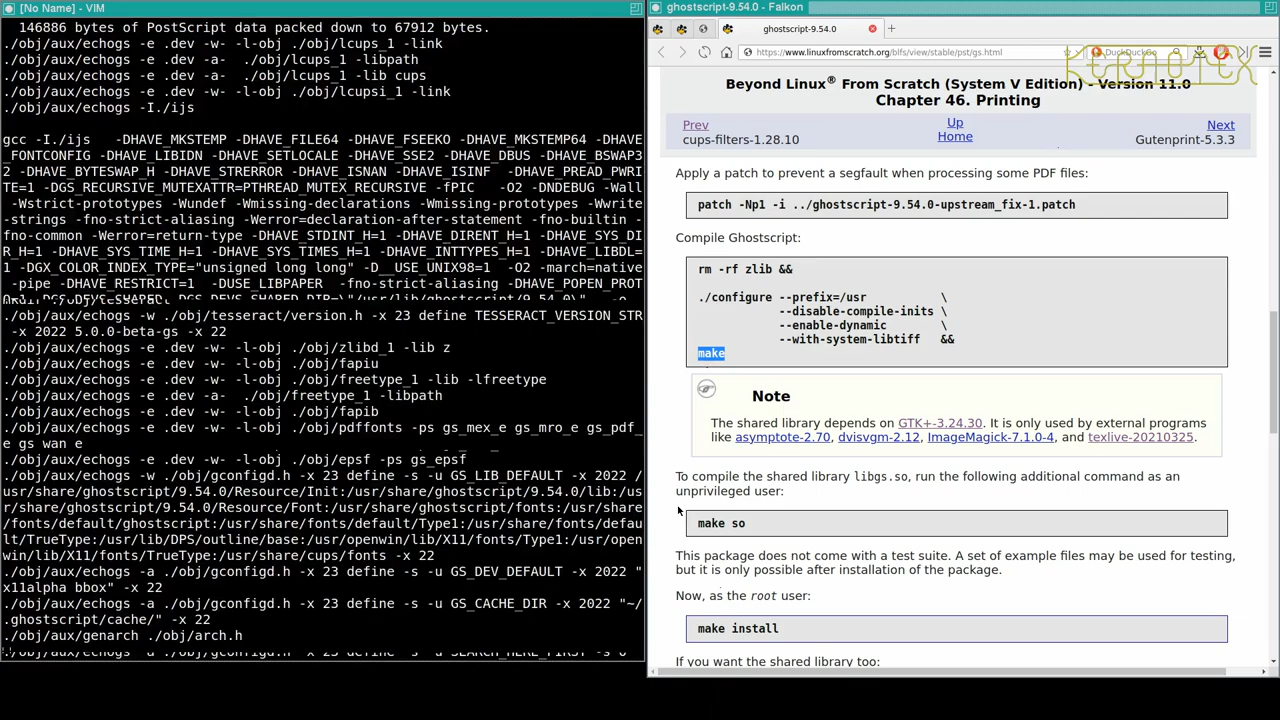 [No Name] - VIM
146886 bytes of PostScript data packed down to 67912 bytes.
./obj/aux/echogs -e .dev -w- -l-obj ./obj/lcups_1 -link
./obj/aux/echogs -e .dev -a-  ./obj/lcups_1 -libpath
./obj/aux/echogs -e .dev -a-  ./obj/lcups_1 -lib cups
./obj/aux/echogs -e .dev -w- -l-obj ./obj/lcupsi_1 -link
./obj/aux/echogs -I./ijs
gcc -I./ijs   -DHAVE_MKSTEMP -DHAVE_FILE64 -DHAVE_FSEEKO -DHAVE_MKSTEMP64 -DHAVE
_FONTCONFIG -DHAVE_LIBIDN -DHAVE_SETLOCALE -DHAVE_SSE2 -DHAVE_DBUS -DHAVE_BSWAP3
2 -DHAVE_BYTESWAP_H -DHAVE_STRERROR -DHAVE_ISNAN -DHAVE_ISINF -DHAVE_PREAD_PWRI
TE=1 -DGS_RECURSIVE_MUTEXATTR=PTHREAD_MUTEX_RECURSIVE -fPIC  -O2 -DNDEBUG -Wall
-Wstrict-prototypes -Wundef -Wmissing-declarations -Wmissing-prototypes -Wwrite
-strings -fno-strict-aliasing -Werror=declaration-after-statement -fno-builtin -
fno-common -Werror=return-type -DHAVE_STDINT_H=1 -DHAVE_DIRENT_H=1 -DHAVE_SYS_DI
R_H=1 -DHAVE_SYS_TIME_H=1 -DHAVE_SYS_TIMES_H=1 -DHAVE_INTTYPES_H=1 -DHAVE_LIBDL=
1 -DGX_COLOR_INDEX_TYPE="unsigned long long" -D__USE_UNIX98=1  -O2 -march=native
-pipe -DHAVE_RESTRICT=1  -DUSE_LIBPAPER  -fno-strict-aliasing -DHAVE_POPEN_PROT
./obj/aux/echogs -w ./obj/tesseract/version.h -x 23 define TESSERACT_VERSION_STR
-x 2022 5.0.0-beta-gs -x 22
./obj/aux/echogs -e .dev -w- -l-obj ./obj/zlibd_1 -lib z
./obj/aux/echogs -e .dev -w- -l-obj ./obj/fapiu
./obj/aux/echogs -e .dev -w- -l-obj ./obj/freetype_1 -lib -lfreetype
./obj/aux/echogs -e .dev -a-  ./obj/freetype_1 -libpath
./obj/aux/echogs -e .dev -w- -l-obj ./obj/fapib
./obj/aux/echogs -e .dev -w- -l-obj ./obj/pdffonts -ps gs_mex_e gs_mro_e gs_pdf_
e gs wan e
./obj/aux/echogs -e .dev -w- -l-obj ./obj/epsf -ps gs_epsf
./obj/aux/echogs -w ./obj/gconfigd.h -x 23 define -s -u GS_LIB_DEFAULT -x 2022 /
usr/share/ghostscript/9.54.0/Resource/Init:/usr/share/ghostscript/9.54.0/lib:/us
r/share/ghostscript/9.54.0/Resource/Font:/usr/share/ghostscript/fonts:/usr/share
/fonts/default/ghostscript:/usr/share/fonts/default/Type1:/usr/share/fonts/defau
lt/TrueType:/usr/lib/DPS/outline/base:/usr/openwin/lib/X11/fonts/Type1:/usr/open
win/lib/X11/fonts/TrueType:/usr/share/cups/fonts -x 22
./obj/aux/echogs -a ./obj/gconfigd.h -x 23 define -s -u GS_DEV_DEFAULT -x 2022 "
x11alpha bbox" -x 22
./obj/aux/echogs -a ./obj/gconfigd.h -x 23 define -s -u GS_CACHE_DIR -x 2022 "~/
.ghostscript/cache/" -x 22
./obj/aux/genarch ./obj/arch.h
ghostscript-9.54.0 - Falkon
ghostscript-9.54.0
https://www.linuxfromscratch.org/blfs/view/stable/pst/gs.html
DuckDuckGo
KERNOTEX
Beyond Linux® From Scratch (System V Edition) - Version 11.0
Chapter 46. Printing
Prev
Up
Next
cups-filters-1.28.10
Home
Gutenprint-5.3.3
Apply a patch to prevent a segfault when processing some PDF files:
patch -Np1 -i ../ghostscript-9.54.0-upstream_fix-1.patch
Compile Ghostscript:
rm -rf zlib &&
./configure --prefix=/usr           \
--disable-compile-inits \
--enable-dynamic        \
--with-system-libtiff   &&
make
Note
The shared library depends on GTK+-3.24.30. It is only used by external programs
like asymptote-2.70, dvisvgm-2.12, ImageMagick-7.1.0-4, and texlive-20210325.
To compile the shared library libgs.so, run the following additional command as an
unprivileged user:
make so
This package does not come with a test suite. A set of example files may be used for testing,
but it is only possible after installation of the package.
Now, as the root user:
make install
If you want the shared library too: